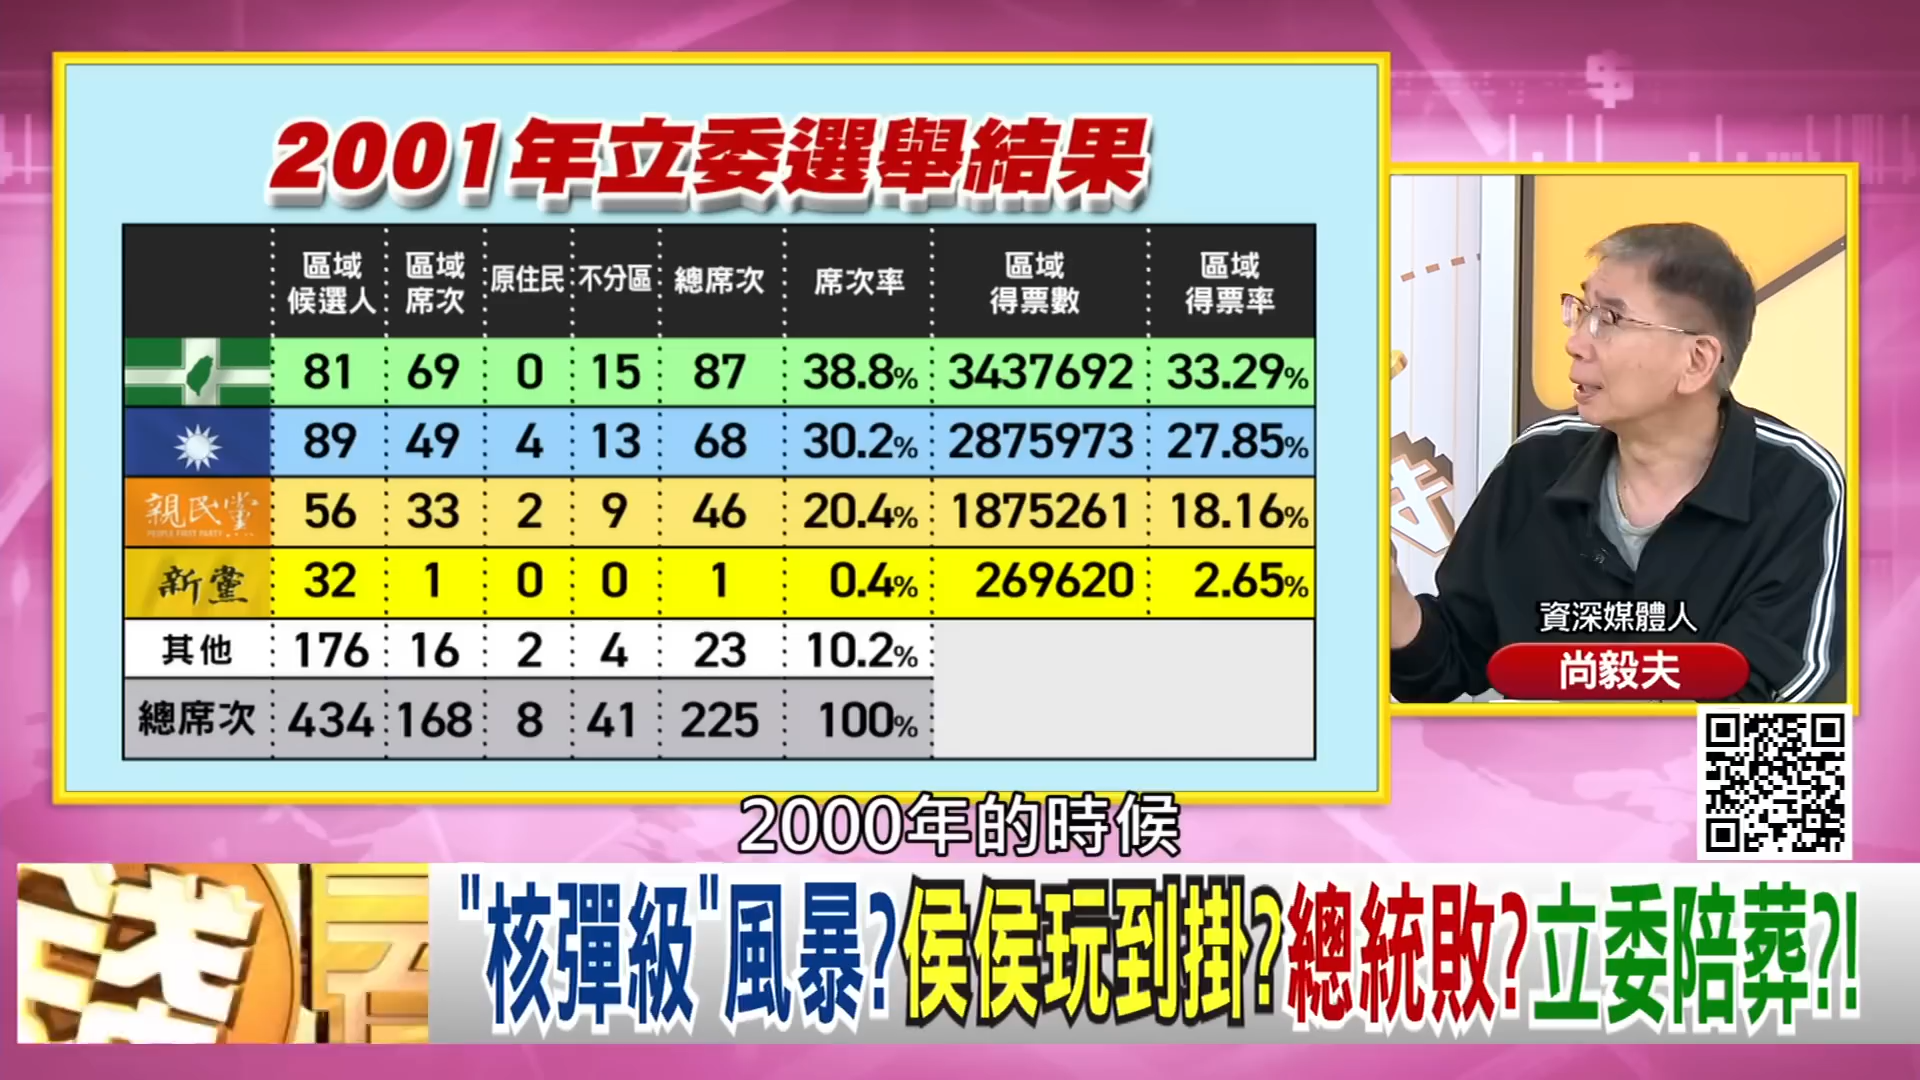 2001年立委選舉結果
區域候選人 區域席次 原住民 不分區 總席次 席次率 區域得票數 區域得票率
81 69 0 15 87 38.8% 3437692 33.29%
89 49 4 13 68 30.2% 2875973 27.85%
親民黨 PEOPLE FIRST PARTY 56 33 2 9 46 20.4% 1875261 18.16%
新黨 32 1 0 0 1 0.4% 269620 2.65%
其他 176 16 2 4 23 10.2%
總席次 434 168 8 41 225 100%
資深媒體人
尚毅夫
2000年的時候
"核彈級"風暴?侯侯玩到掛?總統敗?立委陪葬?!